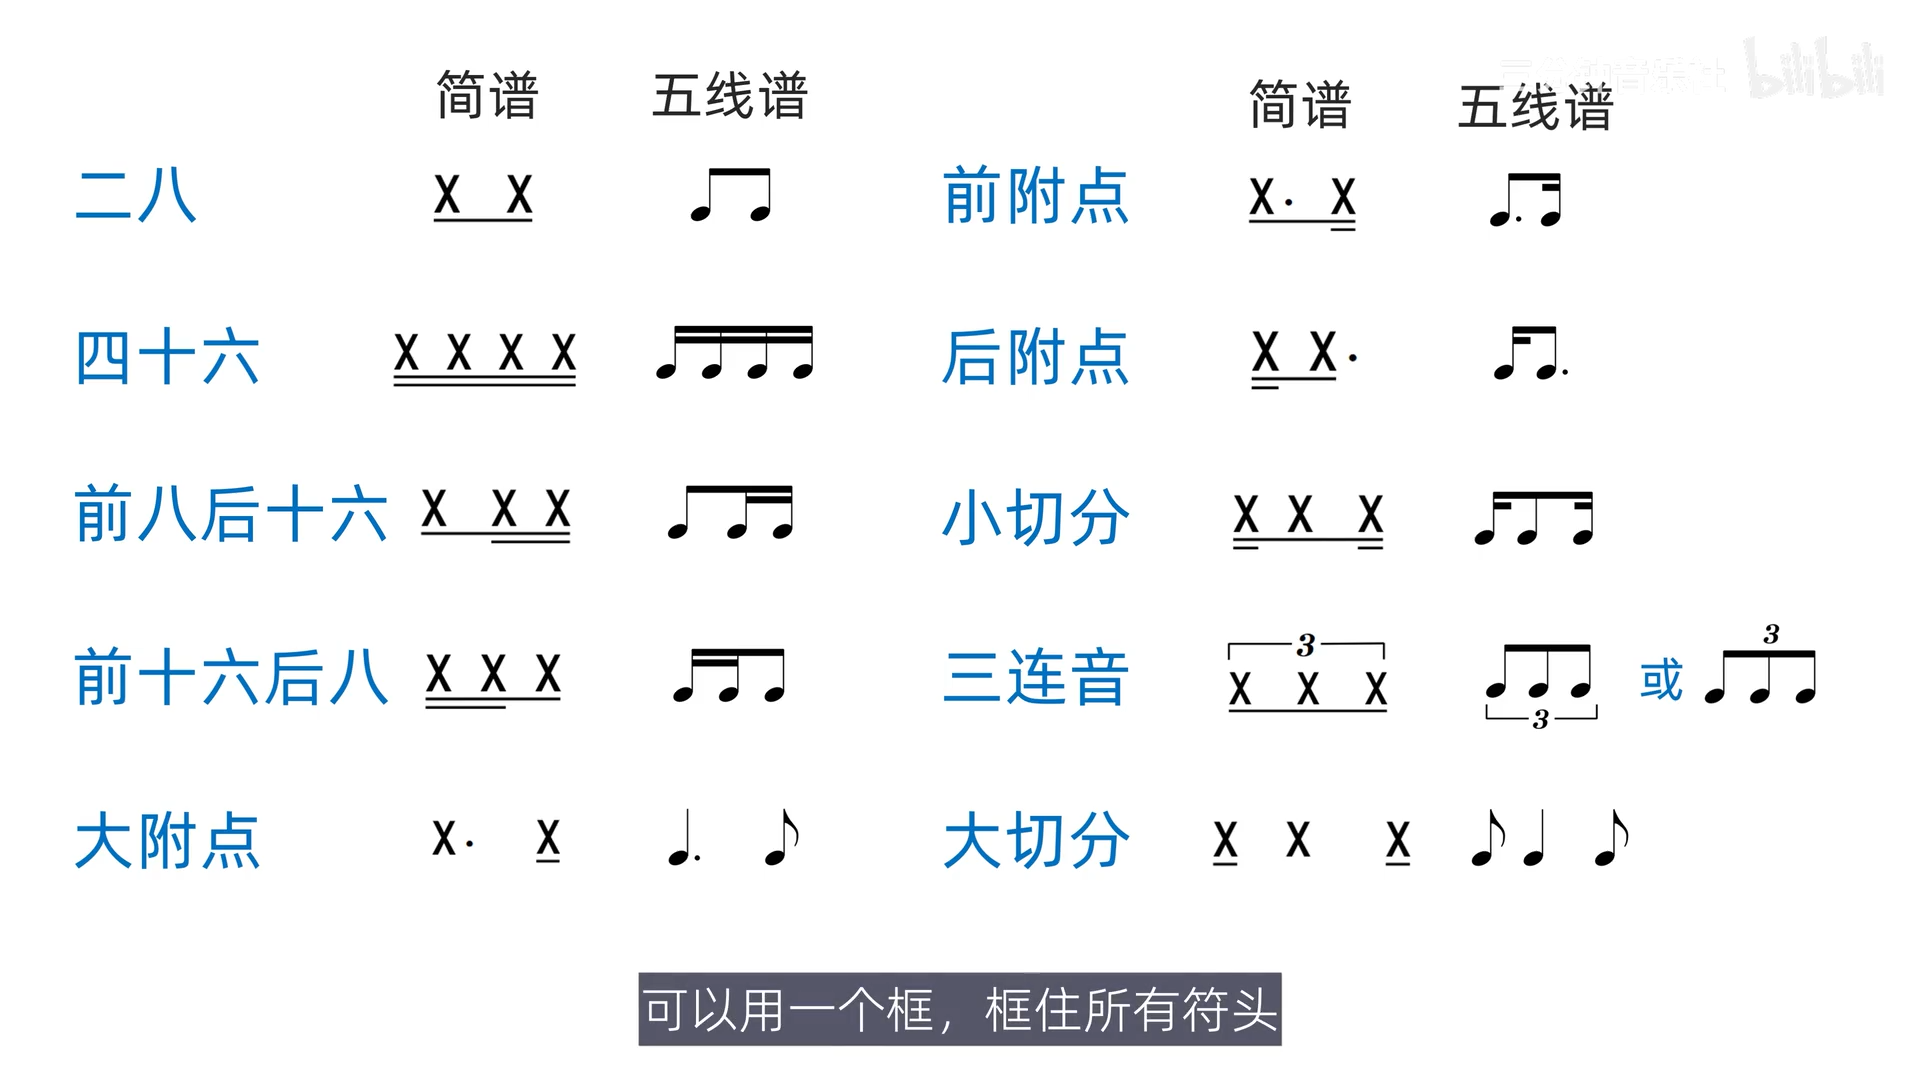 简谱 五线谱 简谱 五线谱
bilibili
二八 X X 前附点 X· X
四十六 X X X X 后附点 X X·
前八后十六 X X X 小切分 X X X
前十六后八 X X X 三连音 3 X X X 3 或 3
大附点 X· X 大切分 X X X
可以用一个框，框住所有符头